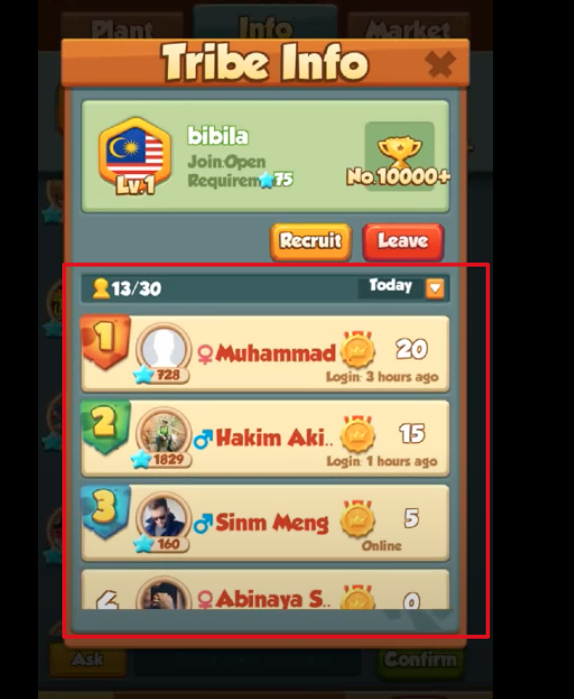 Plant Info Market
Tribe Info
bibila
Join:Open
Requirem 75
Lv.1
No.10000+
Recruit Leave
13/30 Today
1 Muhammad 20
728 Login: 3 hours ago
2 Hakim Aki.. 15
1829 Login: 1 hours ago
3 Sinm Meng 5
160 Online
Abinaya S.. 0
Ask Confirm